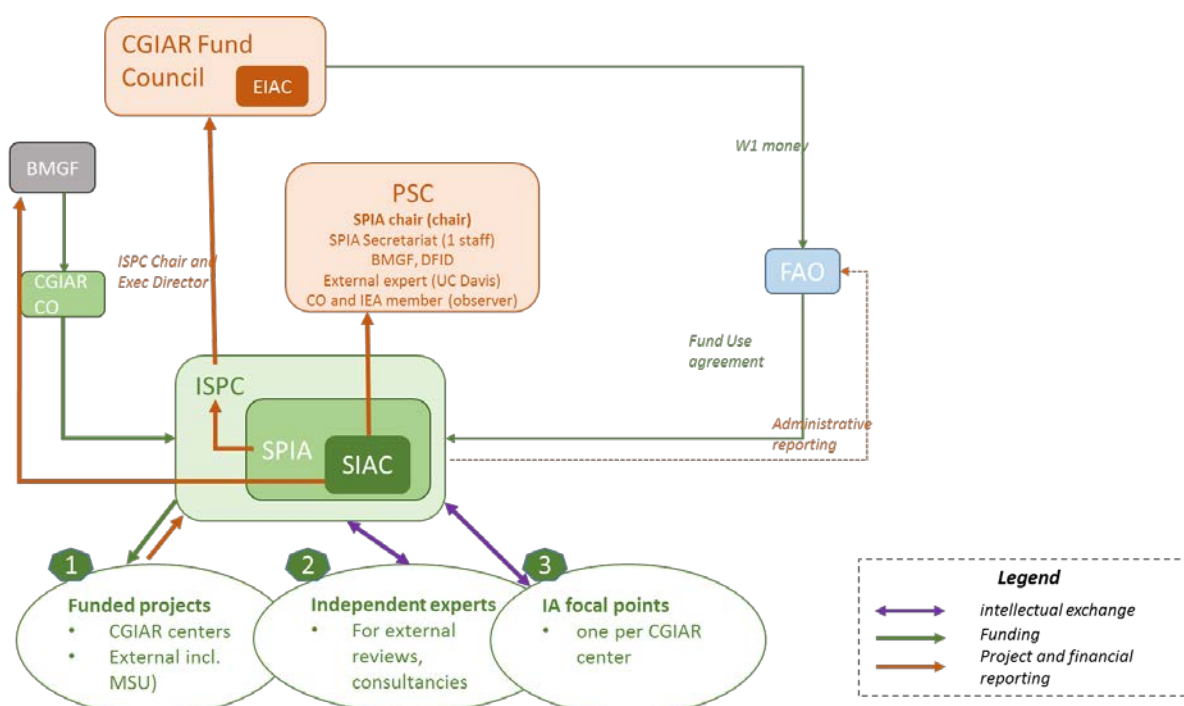 CGIAR Fund
Council
EIAC
W1 money
BMGF
PSC
SPIA chair (chair)
SPIA Secretariat (1 staff)
BMGF, DFID
External expert (UC Davis)
CO and IEA member (observer)
ISPC Chair and
Exec Director
CGIAR
CO
FAO
Fund Use
agreement
ISPC
SPIA
SIAC
Administrative
reporting
1
Funded projects
• CGIAR centers
• External incl.
MSU)
2
Independent experts
• For external
reviews,
consultancies
3
IA focal points
• one per CGIAR
center
Legend
intellectual exchange
Funding
Project and financial
reporting